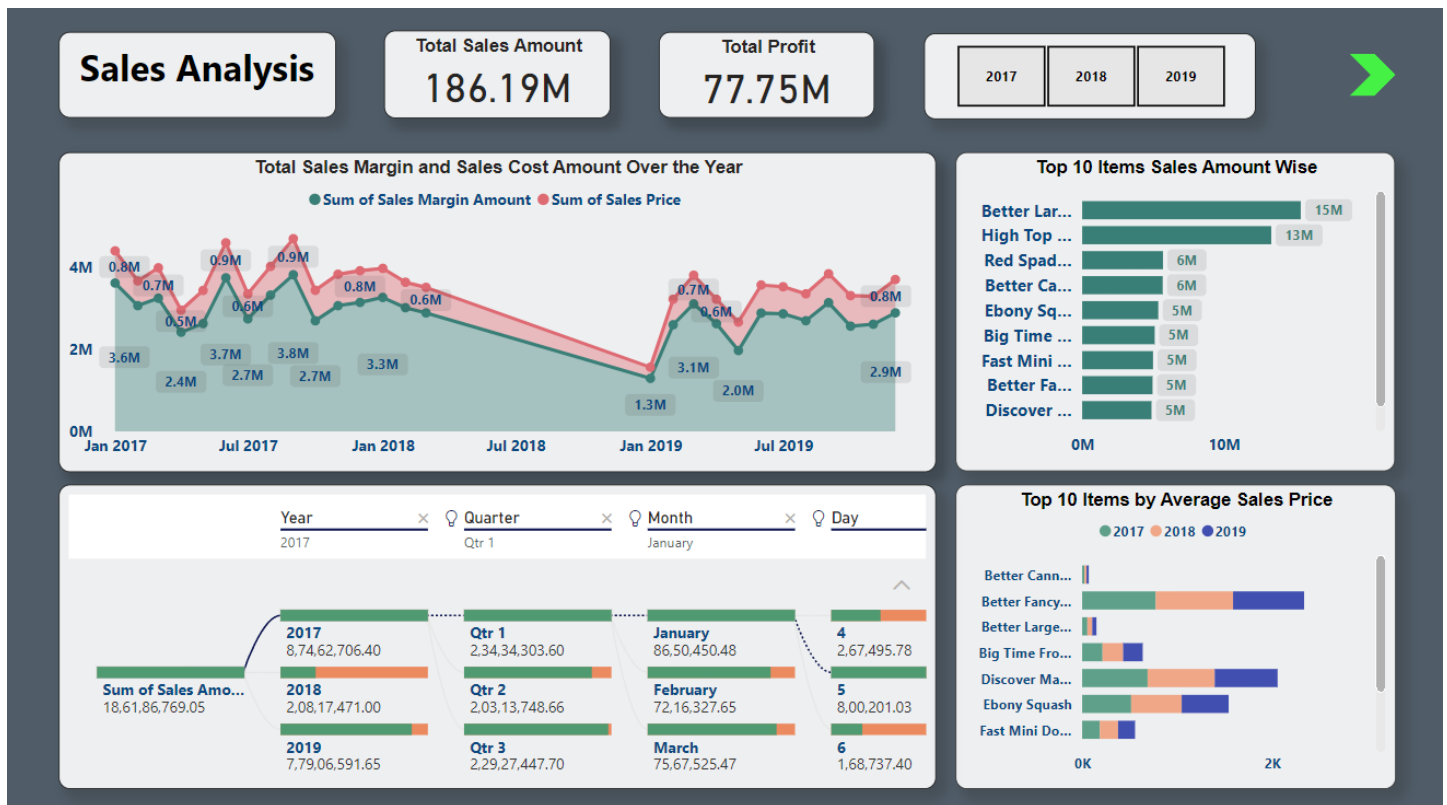 Sales Analysis
Total Sales Amount
186.19M
Total Profit
77.75M
2017
2018
2019
Total Sales Margin and Sales Cost Amount Over the Year
Sum of Sales Margin Amount
Sum of Sales Price
4M
2M
0M
0.8M
0.7M
0.5M
0.9M
0.6M
0.9M
0.8M
0.6M
0.7M
0.6M
0.8M
3.6M
2.4M
3.7M
2.7M
3.8M
2.7M
3.3M
1.3M
3.1M
2.0M
2.9M
Jan 2017
Jul 2017
Jan 2018
Jul 2018
Jan 2019
Jul 2019
Top 10 Items Sales Amount Wise
Better Lar... 15M
High Top ... 13M
Red Spad... 6M
Better Ca... 6M
Ebony Sq... 5M
Big Time ... 5M
Fast Mini ... 5M
Better Fa... 5M
Discover ... 5M
0M 10M
Year
2017
Quarter
Qtr 1
Month
January
Day
Sum of Sales Amo...
18,61,86,769.05
2017
8,74,62,706.40
2018
2,08,17,471.00
2019
7,79,06,591.65
Qtr 1
2,34,34,303.60
Qtr 2
2,03,13,748.66
Qtr 3
2,29,27,447.70
January
86,50,450.48
February
72,16,327.65
March
75,67,525.47
4
2,67,495.78
5
8,00,201.03
6
1,68,737.40
Top 10 Items by Average Sales Price
2017 2018 2019
Better Cann...
Better Fancy...
Better Large...
Big Time Fro...
Discover Ma...
Ebony Squash
Fast Mini Do...
0K 2K